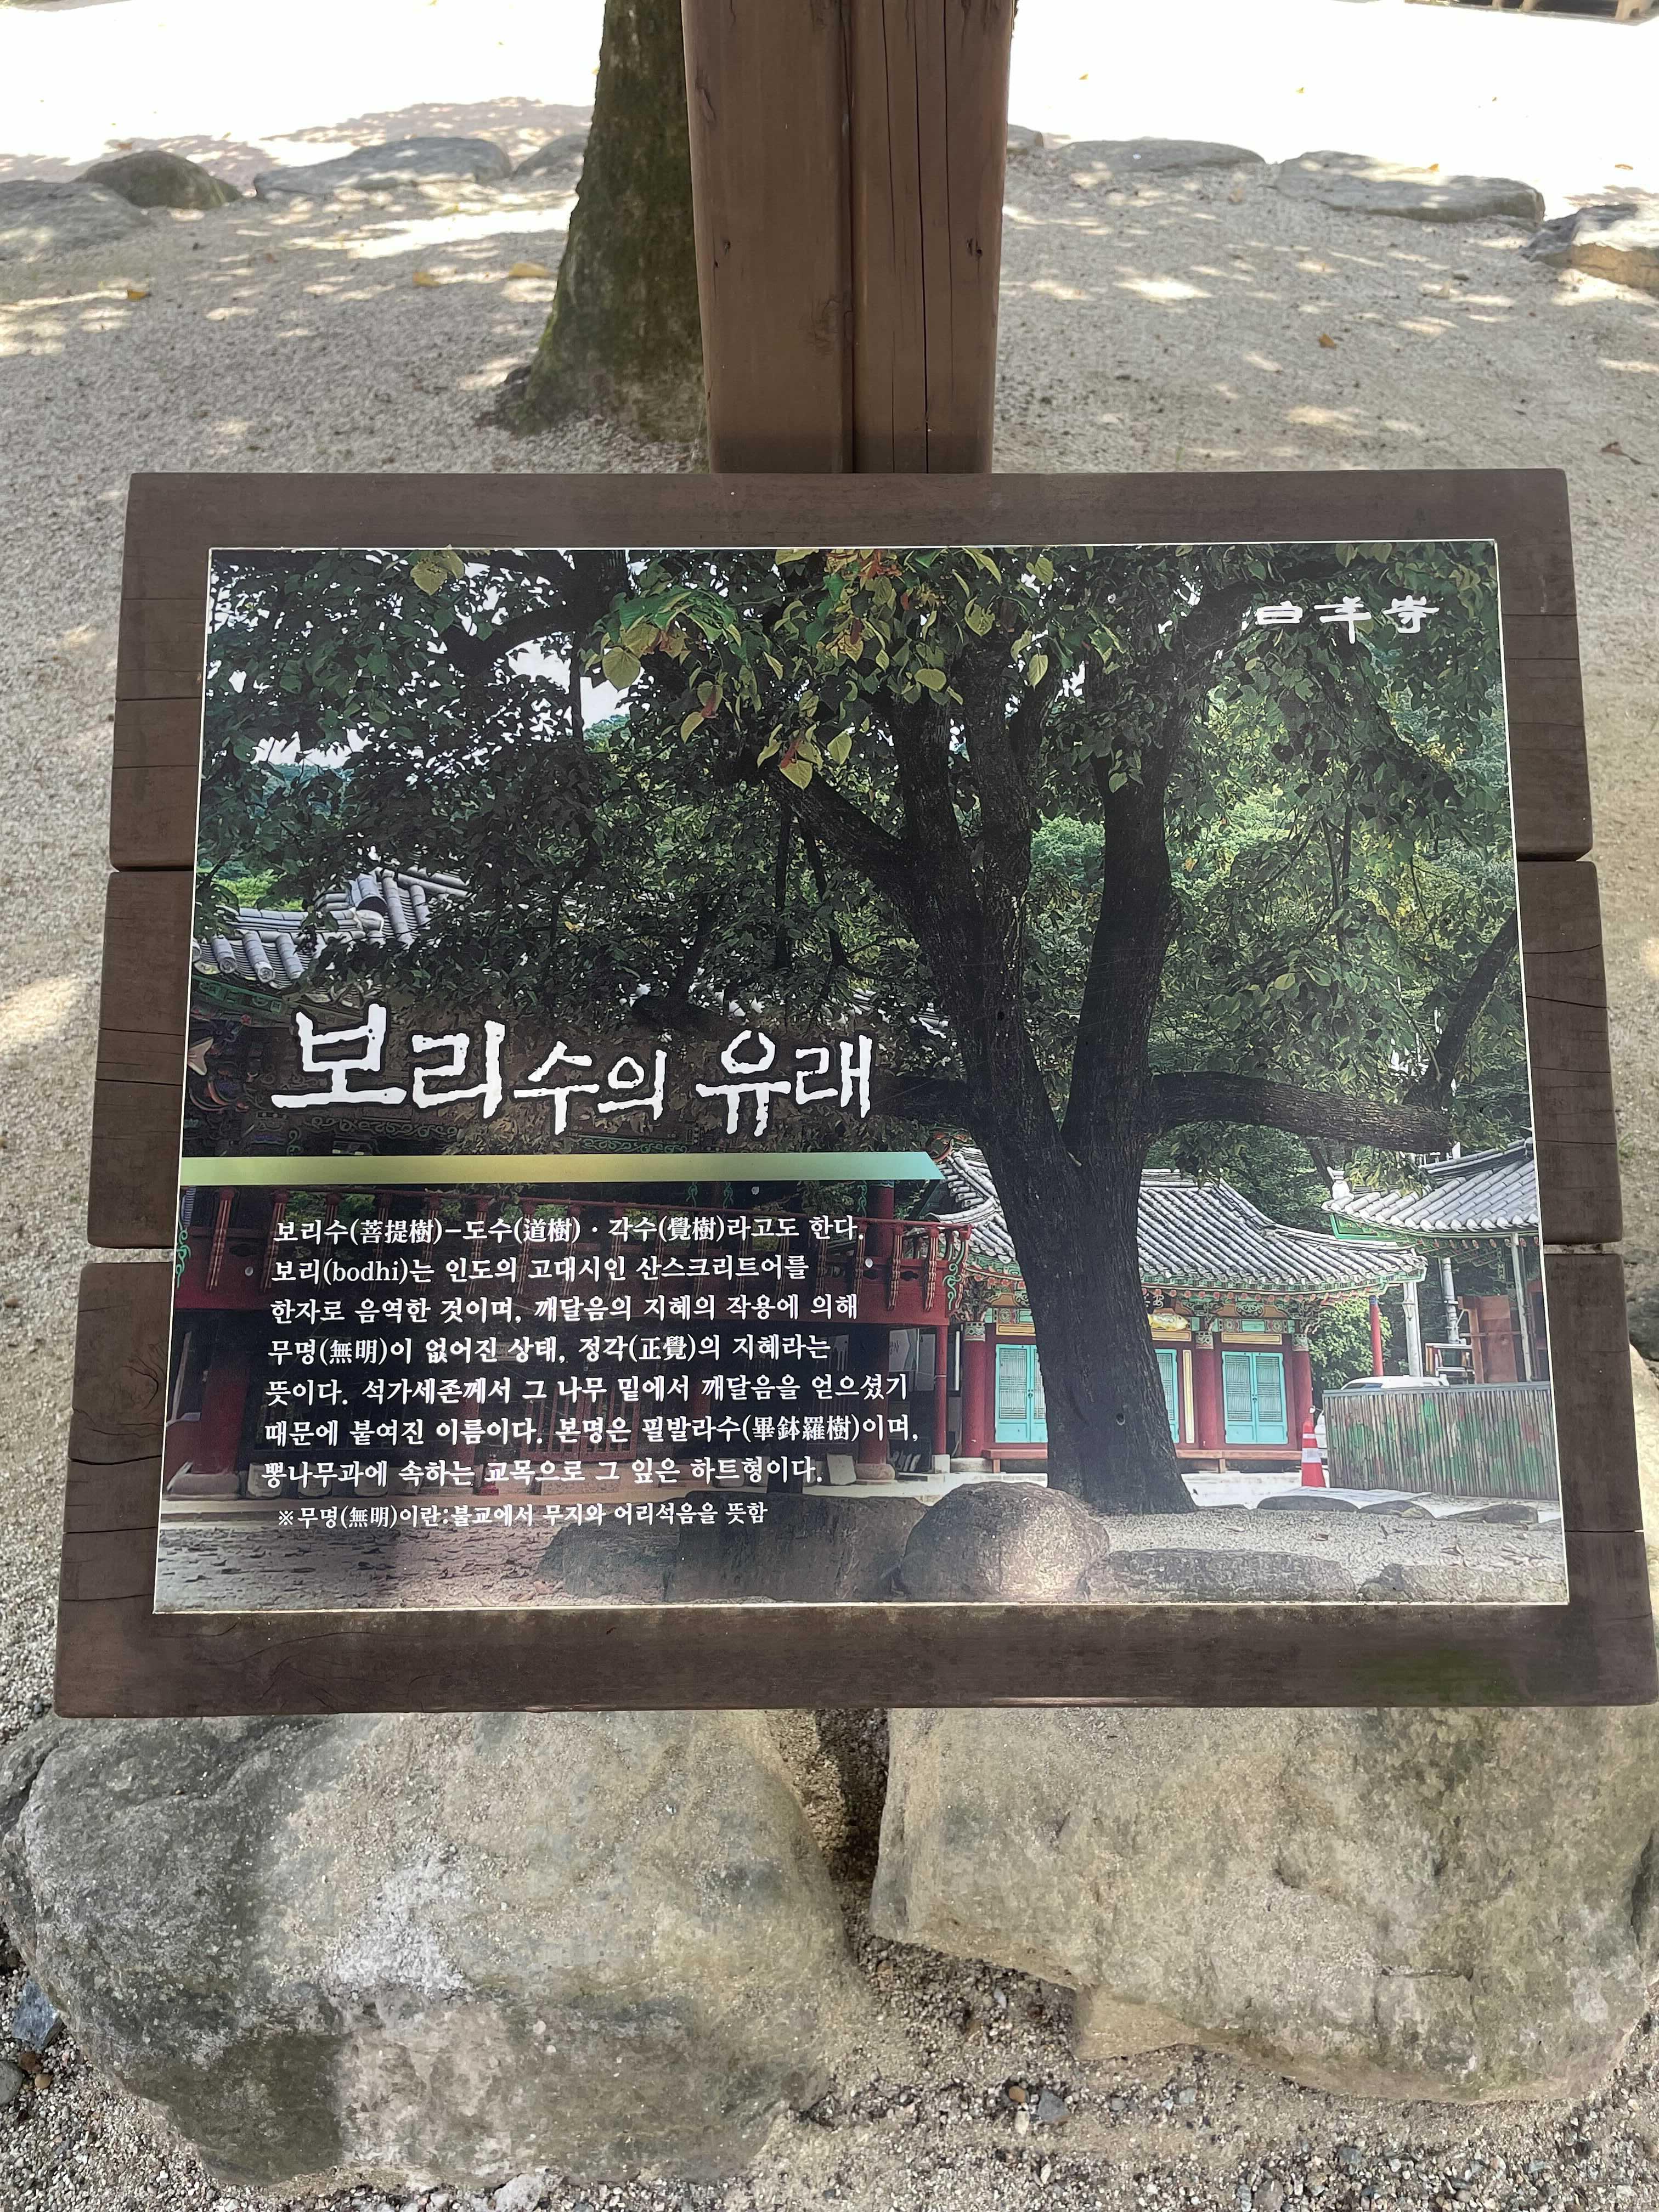 白羊寺
보리수의 유래
보리수(菩提樹)-도수(道樹)·각수(覺樹)라고도 한다.
보리(bodhi)는 인도의 고대시인 산스크리트어를
한자로 음역한 것이며, 깨달음의 지혜의 작용에 의해
무명(無明)이 없어진 상태, 정각(正覺)의 지혜라는
뜻이다. 석가세존께서 그 나무 밑에서 깨달음을 얻으셨기
때문에 붙여진 이름이다. 본명은 필발라수(畢鉢羅樹)이며,
뽕나무과에 속하는 교목으로 그 잎은 하트형이다.
※무명(無明)이란:불교에서 무지와 어리석음을 뜻함